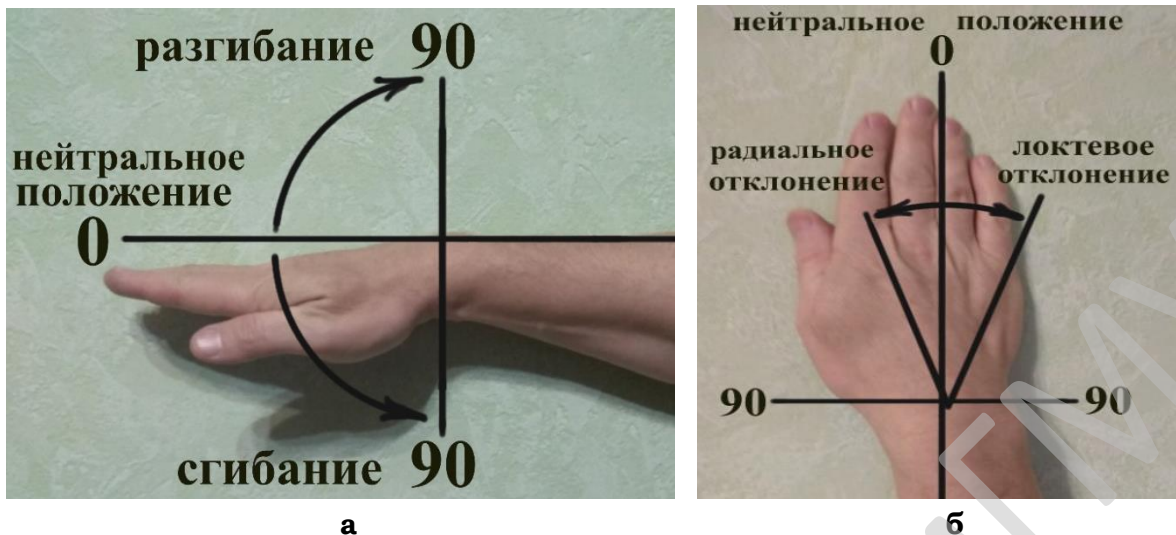 разгибание 90
нейтральное
положение
0
сгибание 90
а
нейтральное положение
0
радиальное
отклонение
локтевое
отклонение
90 90
б